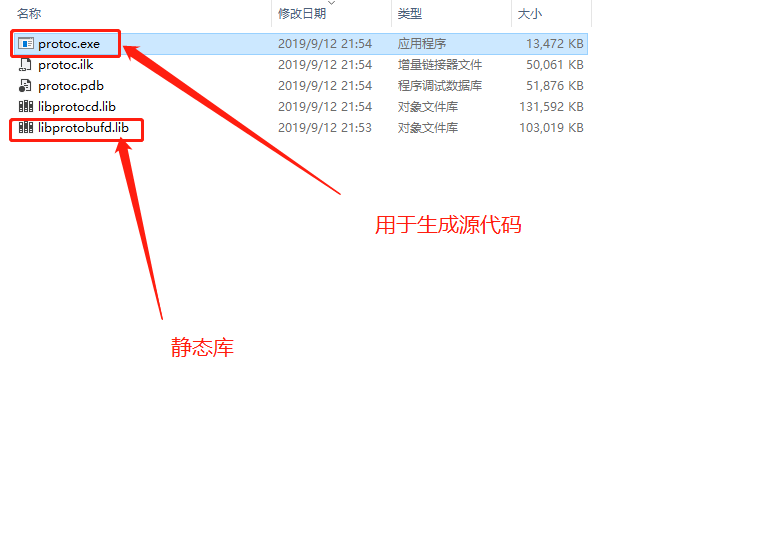 名称 修改日期 类型 大小
protoc.exe 2019/9/12 21:54 应用程序 13,472 KB
protoc.ilk 2019/9/12 21:54 增量链接器文件 50,061 KB
protoc.pdb 2019/9/12 21:54 程序调试数据库 51,876 KB
libprotocd.lib 2019/9/12 21:54 对象文件库 131,592 KB
libprotobufd.lib 2019/9/12 21:53 对象文件库 103,019 KB
用于生成源代码
静态库